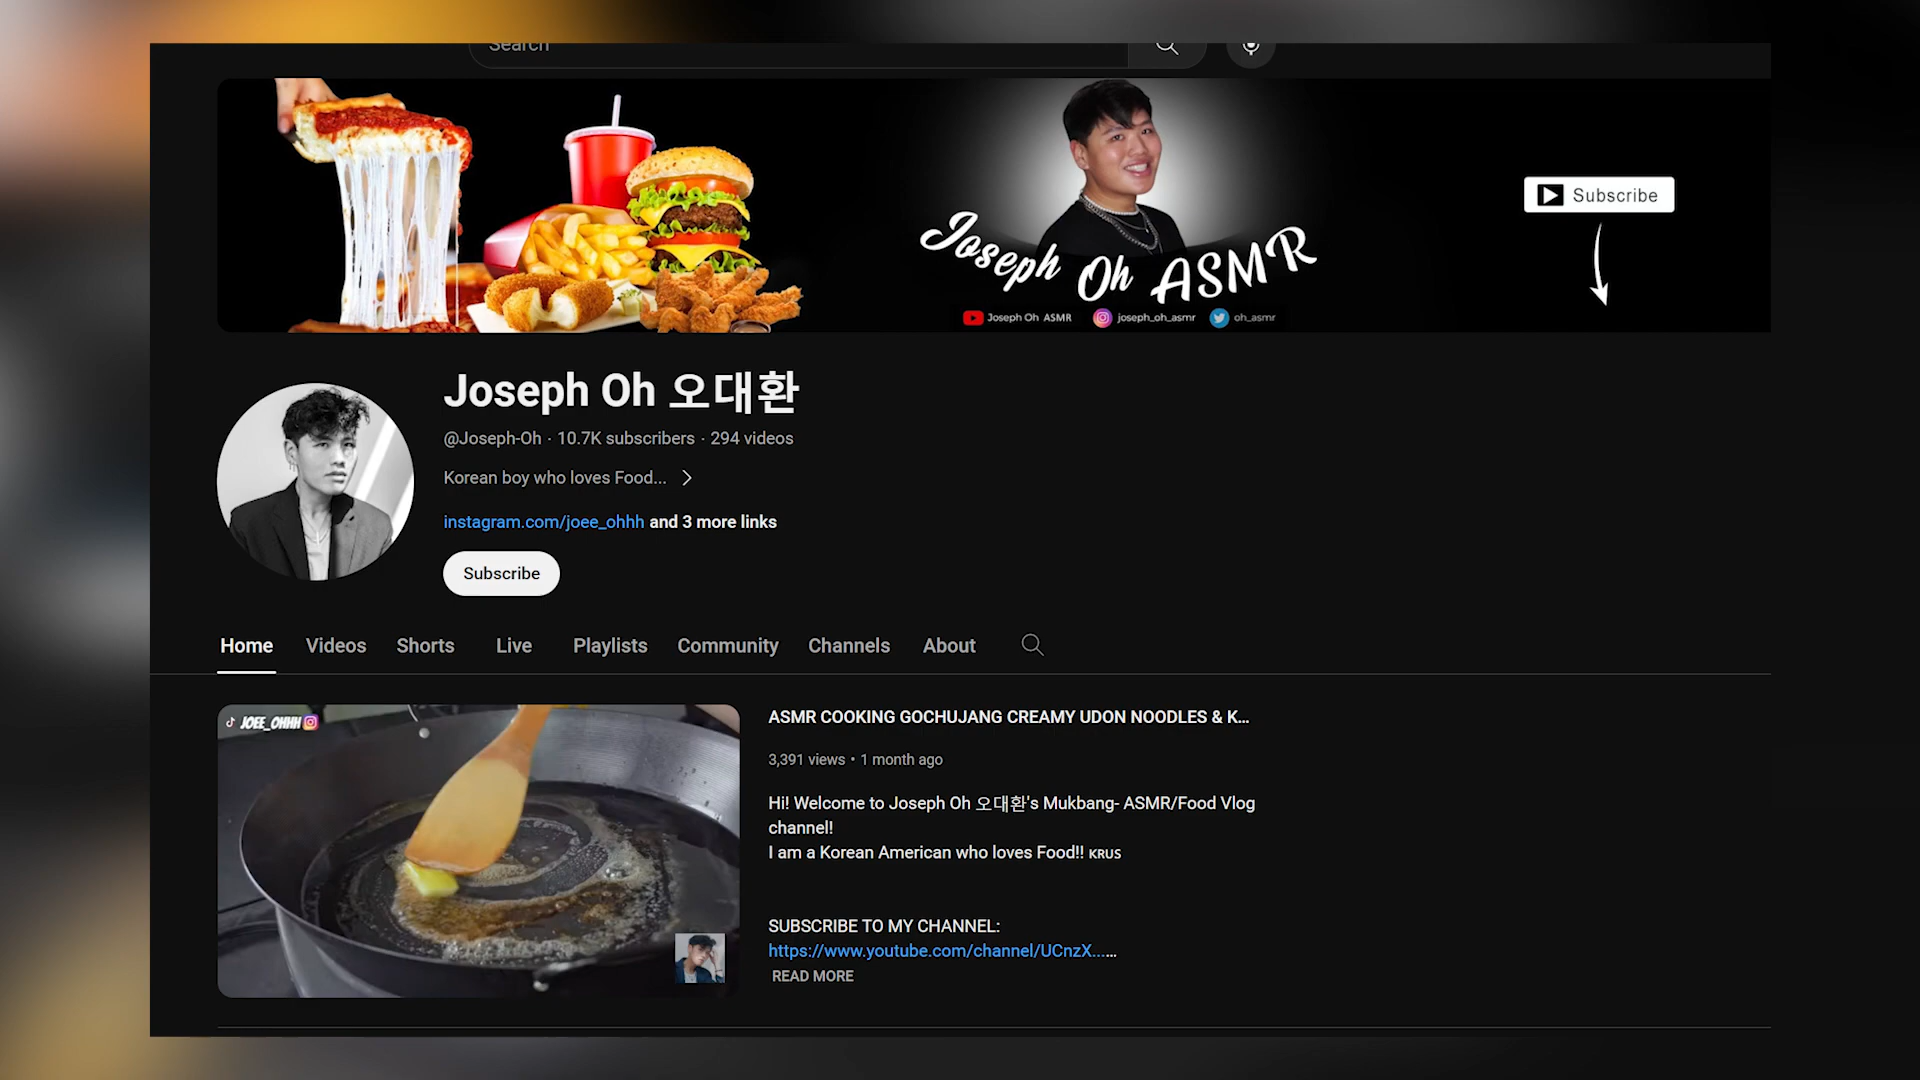 Search
Subscribe
Joseph Oh ASMR
Joseph Oh ASMR joseph_oh_asmr oh_asmr
Joseph Oh 오대환
@Joseph-Oh · 10.7K subscribers · 294 videos
Korean boy who loves Food...
instagram.com/joee_ohhh and 3 more links
Subscribe
Home Videos Shorts Live Playlists Community Channels About
JOEE_OHHH
ASMR COOKING GOCHUJANG CREAMY UDON NOODLES & K...
3,391 views • 1 month ago
Hi! Welcome to Joseph Oh 오대환's Mukbang- ASMR/Food Vlog
channel!
I am a Korean American who loves Food!! KRUS
SUBSCRIBE TO MY CHANNEL:
https://www.youtube.com/channel/UCnzX......
READ MORE